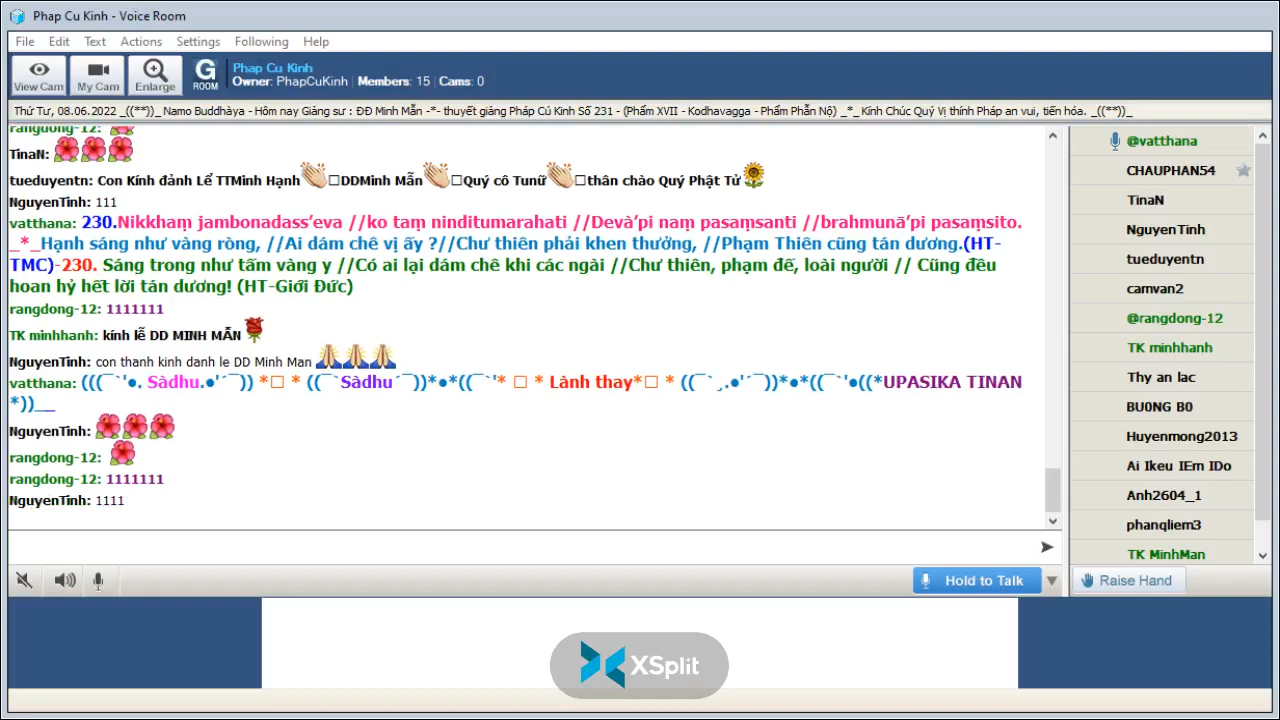 Phap Cu Kinh - Voice Room
File Edit Text Actions Settings Following Help
View Cam My Cam Enlarge G ROOM
Phap Cu Kinh
Owner: PhapCuKinh | Members: 15 | Cams: 0
Thứ Tư, 08.06.2022 _((**))_ Namo Buddhàya - Hôm nay Giảng sư : ĐĐ Minh Mẫn -*- thuyết giảng Pháp Cú Kinh Số 231 - (Phẩm XVII - Kodhavagga - Phẩm Phẫn Nộ) _*_ Kính Chúc Quý Vị thính Pháp an vui, tiến hóa. _((**))_
rangdong-12:
TinaN:
tueduyentn: Con Kính đảnh Lể TTMinh Hạnh □DDMinh Mẫn □Quý cô Tunữ □thân chào Quý Phật Tử
NguyenTinh: 111
vatthana: 230.Nikkhaṃ jambonadass’eva //ko taṃ ninditumarahati //Devà’pi naṃ pasaṃsanti //brahmunā’pi pasaṃsito.
_*_Hạnh sáng như vàng ròng, //Ai dám chê vị ấy ?//Chư thiên phải khen thưởng, //Phạm Thiên cũng tán dương.(HT-
TMC)-230. Sáng trong như tấm vàng y //Có ai lại dám chê khi các ngài //Chư thiên, phạm đế, loài người // Cũng đều
hoan hỷ hết lời tán dương! (HT-Giới Đức)
rangdong-12: 1111111
TK minhhanh: kính lễ DD MINH MẪN
NguyenTinh: con thanh kinh danh le DD Minh Man
vatthana: (((¯`'●. Sàdhu.●'´¯)) *□ * ((¯`Sàdhu´¯))*●*((¯`'* □ * Lành thay*□ * ((¯`¸.●'´¯))*●*((¯`'●((*UPASIKA TINAN
*))__
NguyenTinh:
rangdong-12:
rangdong-12: 1111111
NguyenTinh: 1111
Hold to Talk
@vatthana
CHAUPHAN54
TinaN
NguyenTinh
tueduyentn
camvan2
@rangdong-12
TK minhhanh
Thy an lac
BU0NG B0
Huyenmong2013
Ai Ikeu IEm IDo
Anh2604_1
phanqliem3
TK MinhMan
Raise Hand
XSplit